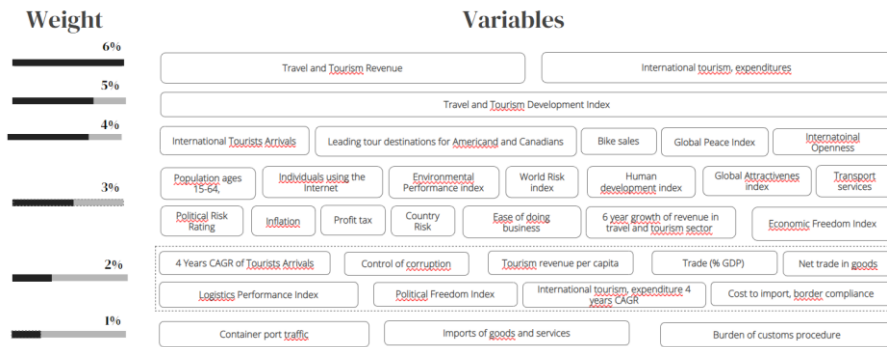 Weight Variables
6%
Travel and Tourism Revenue International tourism, expenditures
5%
Travel and Tourism Development Index
4%
International Tourists Arrivals Leading tour destinations for Americand and Canadians Bike sales Global Peace Index Internatoinal
Openness
3%
Population ages
15-64,
Individuals using the
Internet
Environmental
Performance index
World Risk
index
Human
development index
Global Attractivenes
index
Transport
services
Political Risk
Rating
Inflation
Profit tax
Country
Risk
Ease of doing
business
6 year growth of revenue in
travel and tourism sector
Economic Freedom Index
2%
4 Years CAGR of Tourists Arrivals Control of corruption Tourism revenue per capita Trade (% GDP) Net trade in goods
Logistics Performance Index Political Freedom Index International tourism, expenditure 4
years CAGR
Cost to import, border compliance
1%
Container port traffic Imports of goods and services Burden of customs procedure